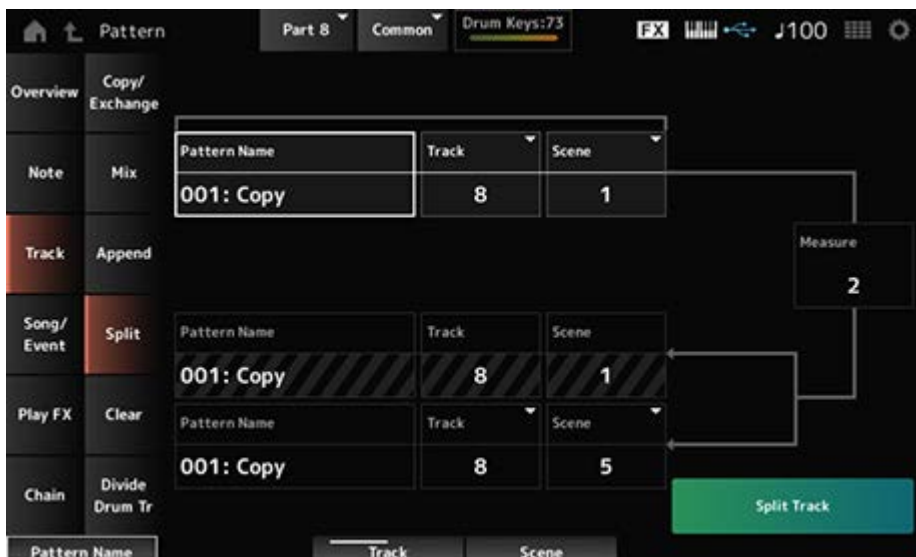 Pattern
Part 8
Common
Drum Keys:73
FX
♩100
Overview
Copy/
Exchange
Note
Mix
Track
Append
Song/
Event
Split
Play FX
Clear
Chain
Divide
Drum Tr
Pattern Name
Track
Scene
001: Copy
8
1
Measure
2
Pattern Name
Track
Scene
001: Copy
8
1
Pattern Name
Track
Scene
001: Copy
8
5
Split Track
Pattern Name
Track
Scene